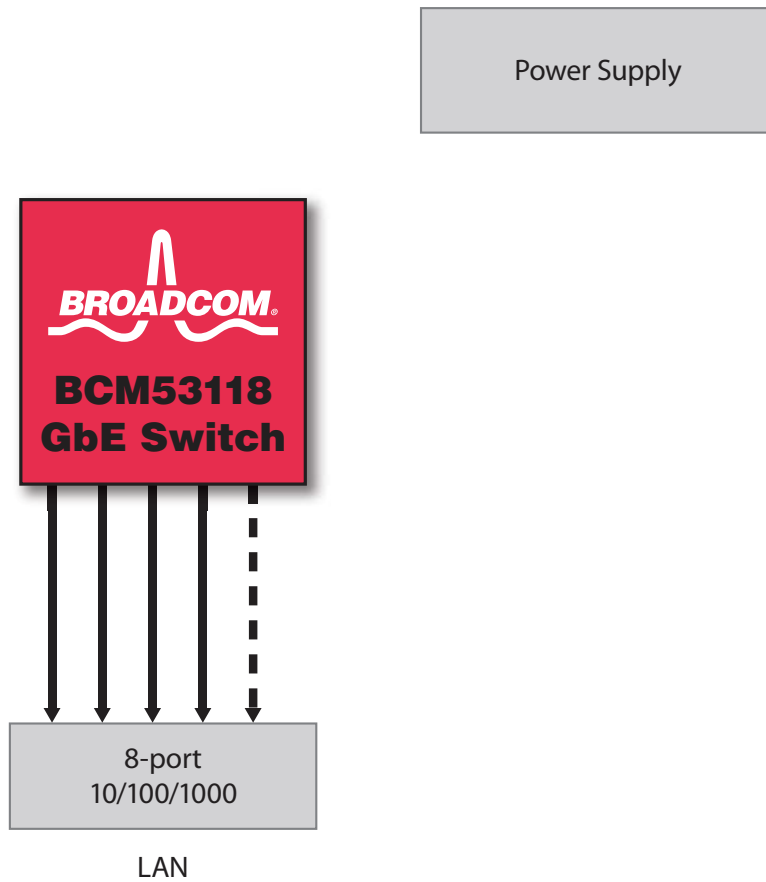 Power Supply
BROADCOM®
BCM53118
GbE Switch
8-port
10/100/1000
LAN